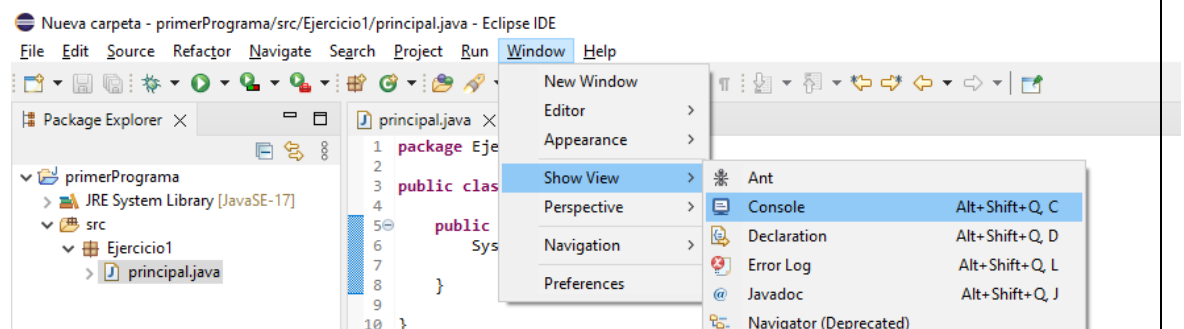 Nueva carpeta - primerPrograma/src/Ejercicio1/principal.java - Eclipse IDE
File Edit Source Refactor Navigate Search Project Run Window Help
Package Explorer
primerPrograma
JRE System Library [JavaSE-17]
src
Ejercicio1
principal.java
principal.java
1 package Eje
2
3 public clas
4
5 public
6 Sys
7
8 }
9
10 }
New Window
Editor
Appearance
Show View
Perspective
Navigation
Preferences
Ant
Console Alt+Shift+Q, C
Declaration Alt+Shift+Q, D
Error Log Alt+Shift+Q, L
Javadoc Alt+Shift+Q, J
Navigator (Deprecated)